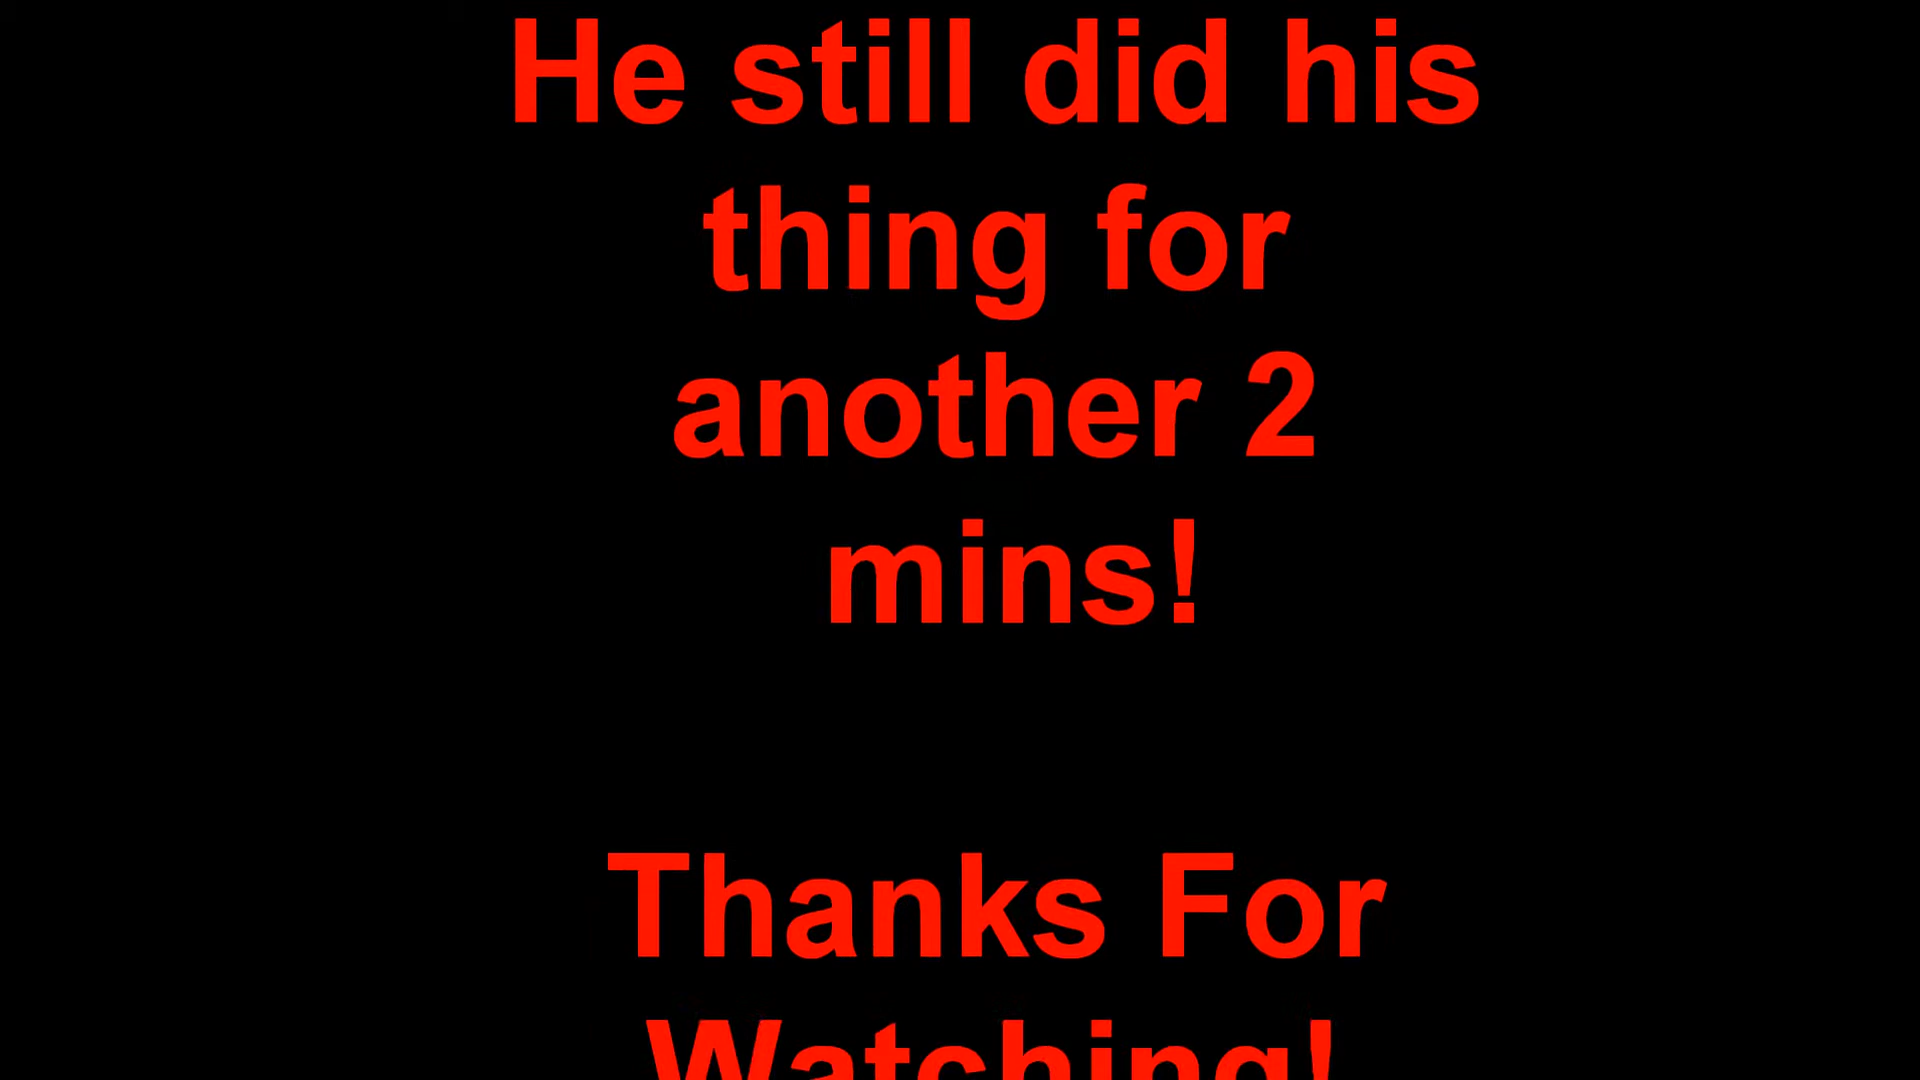 He still did his
thing for
another 2
mins!
Thanks For
Watching!